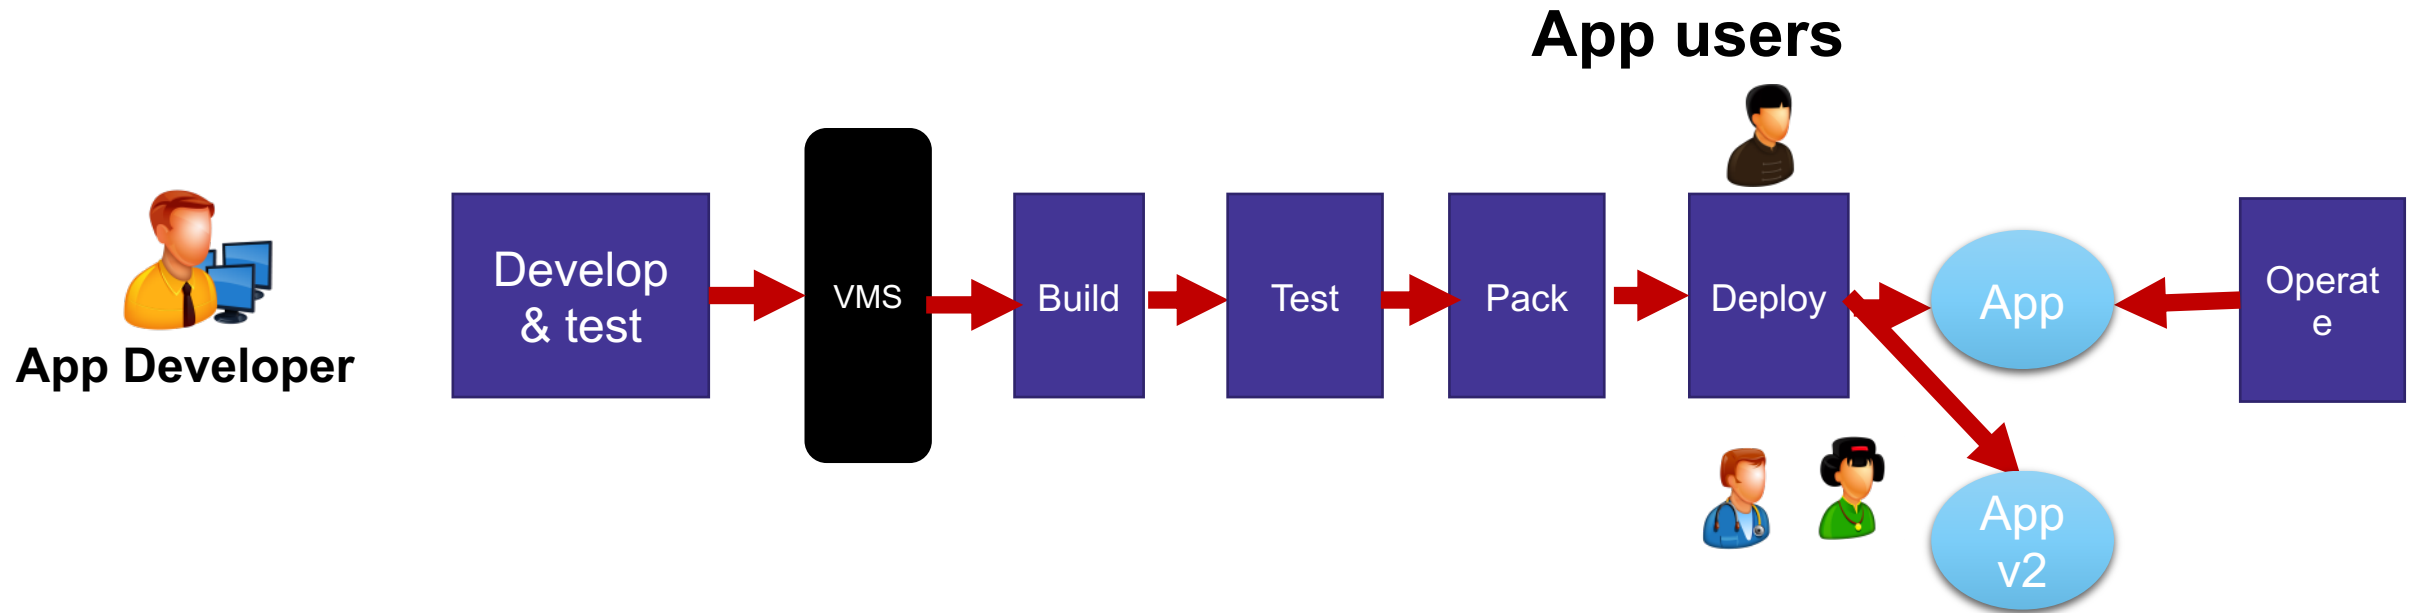 App users
App Developer
Develop
& test
VMS
Build
Test
Pack
Deploy
App
Operat
e
App
v2